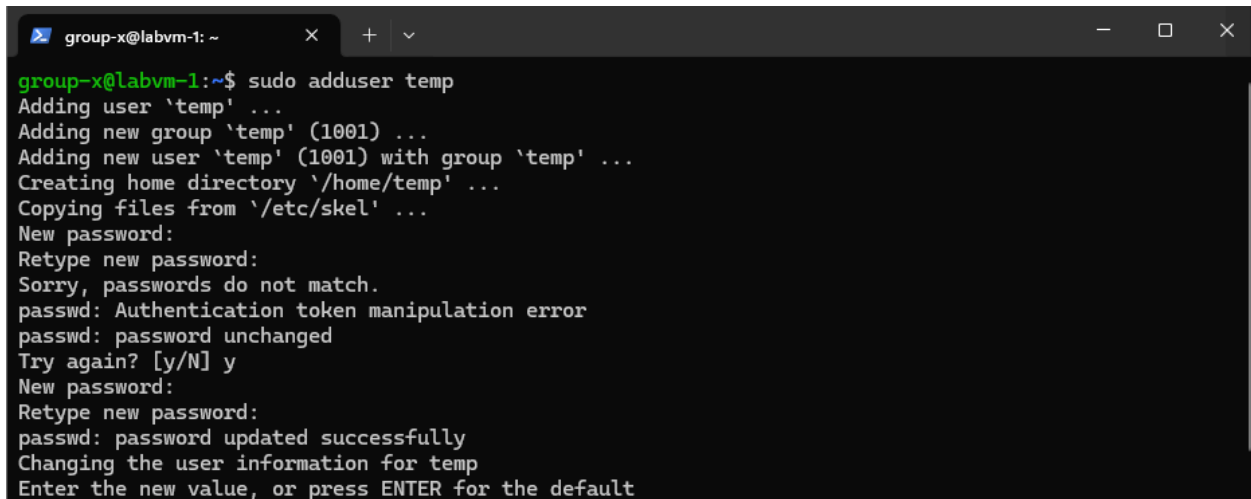 group-x@labvm-1: ~
group-x@labvm-1:~$ sudo adduser temp
Adding user `temp' ...
Adding new group `temp' (1001) ...
Adding new user `temp' (1001) with group `temp' ...
Creating home directory `/home/temp' ...
Copying files from `/etc/skel' ...
New password:
Retype new password:
Sorry, passwords do not match.
passwd: Authentication token manipulation error
passwd: password unchanged
Try again? [y/N] y
New password:
Retype new password:
passwd: password updated successfully
Changing the user information for temp
Enter the new value, or press ENTER for the default